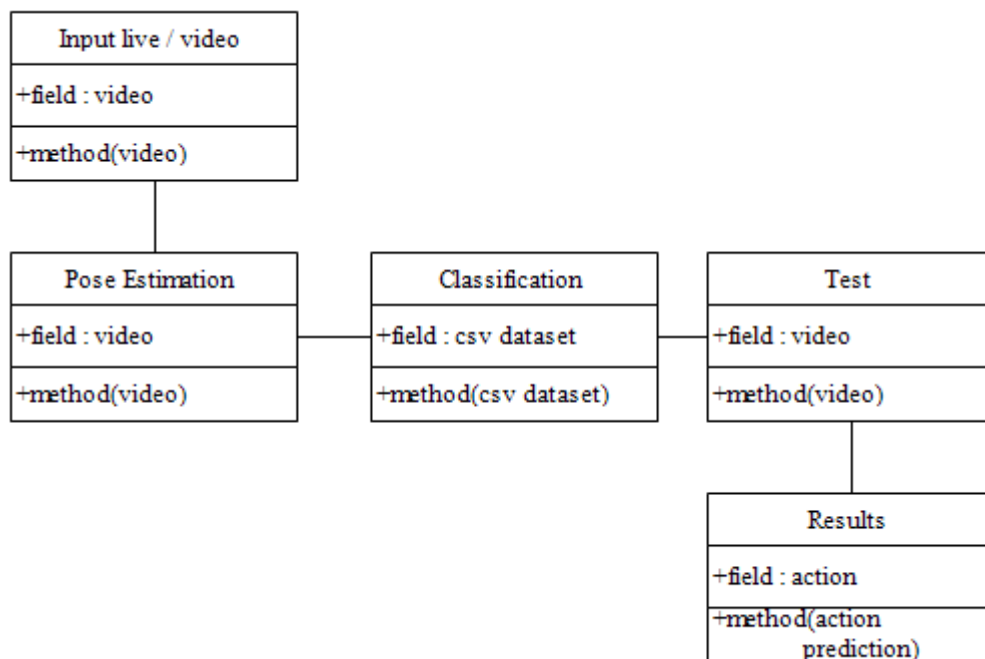 Input live / video
+field : video
+method(video)
Pose Estimation
+field : video
+method(video)
Classification
+field : csv dataset
+method(csv dataset)
Test
+field : video
+method(video)
Results
+field : action
+method(action
prediction)